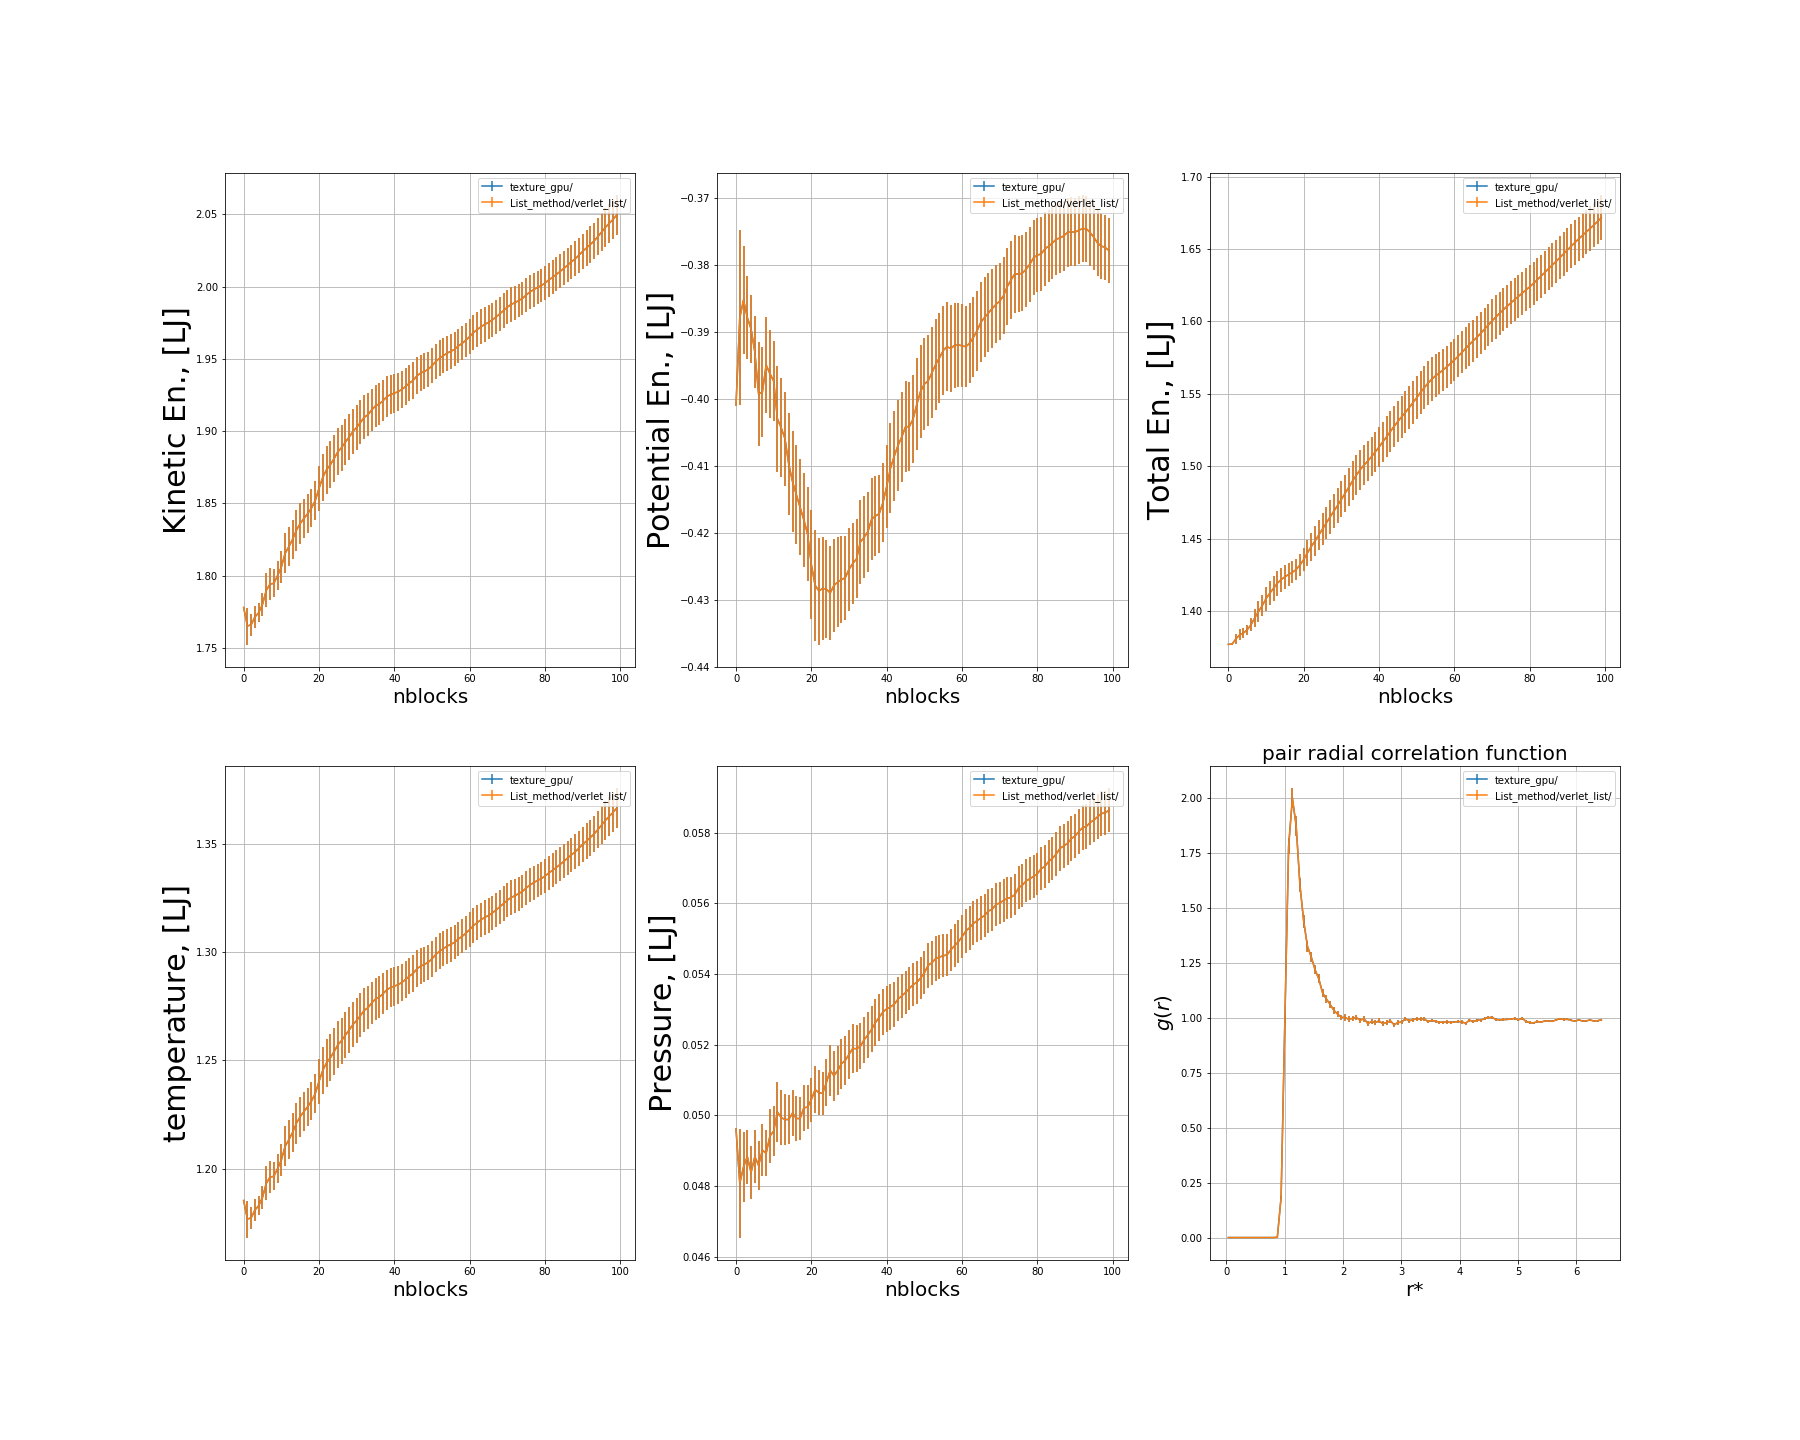 texture_gpu/
List_method/verlet_list/
Kinetic En., [LJ]
2.05
2.00
1.95
1.90
1.85
1.80
1.75
0 20 40 60 80 100
nblocks
texture_gpu/
List_method/verlet_list/
Potential En., [LJ]
−0.37
−0.38
−0.39
−0.40
−0.41
−0.42
−0.43
−0.44
0 20 40 60 80 100
nblocks
texture_gpu/
List_method/verlet_list/
Total En., [LJ]
1.70
1.65
1.60
1.55
1.50
1.45
1.40
0 20 40 60 80 100
nblocks
texture_gpu/
List_method/verlet_list/
temperature, [LJ]
1.35
1.30
1.25
1.20
0 20 40 60 80 100
nblocks
texture_gpu/
List_method/verlet_list/
Pressure, [LJ]
0.058
0.056
0.054
0.052
0.050
0.048
0.046
0 20 40 60 80 100
nblocks
pair radial correlation function
texture_gpu/
List_method/verlet_list/
g(r)
2.00
1.75
1.50
1.25
1.00
0.75
0.50
0.25
0.00
0 1 2 3 4 5 6
r*